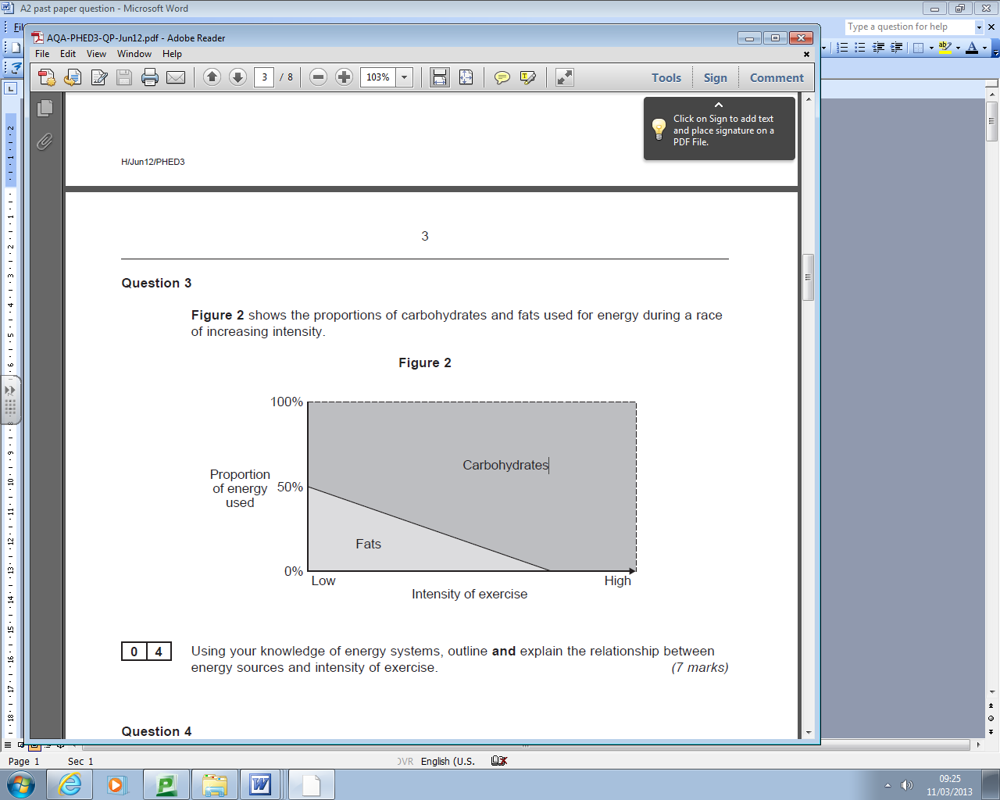 A2 past paper question - Microsoft Word
Type a question for help
AQA-PHED3-QP-Jun12.pdf - Adobe Reader
File Edit View Window Help
3 / 8 103% Tools Sign Comment
Click on Sign to add text
and place signature on a
PDF File.
H/Jun12/PHED3
3
Question 3
Figure 2 shows the proportions of carbohydrates and fats used for energy during a race
of increasing intensity.
Figure 2
100%
Carbohydrates
Proportion
of energy
used
50%
Fats
0%
Low
High
Intensity of exercise
0 4 Using your knowledge of energy systems, outline and explain the relationship between
energy sources and intensity of exercise. (7 marks)
Question 4
Page 1 Sec 1 OVR English (U.S.
09:25
11/03/2013